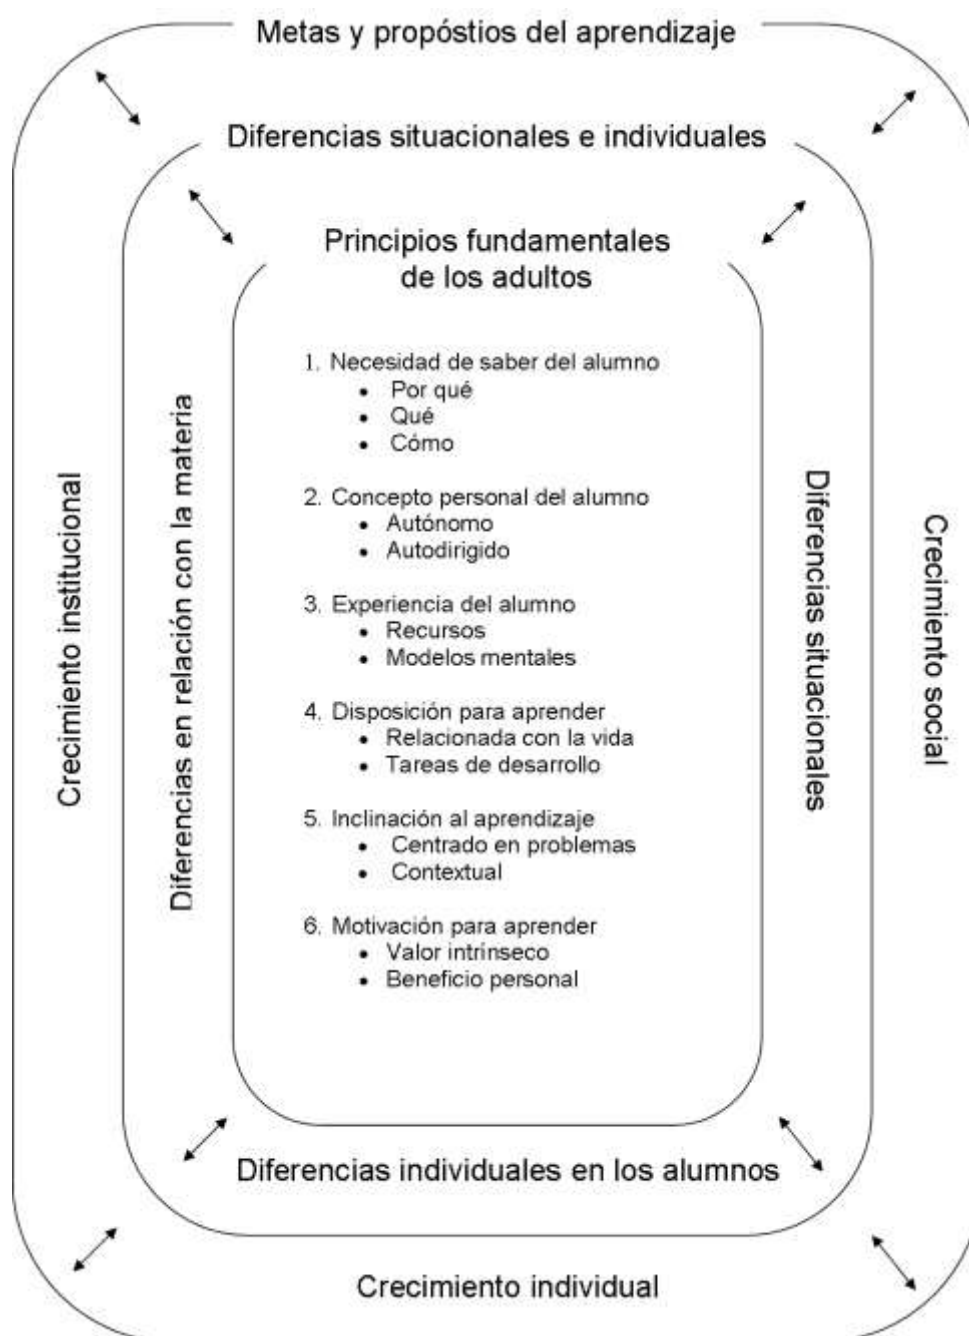 Metas y propóstios del aprendizaje
Diferencias situacionales e individuales
Principios fundamentales
de los adultos
1. Necesidad de saber del alumno
• Por qué
• Qué
• Cómo
2. Concepto personal del alumno
• Autónomo
• Autodirigido
3. Experiencia del alumno
• Recursos
• Modelos mentales
4. Disposición para aprender
• Relacionada con la vida
• Tareas de desarrollo
5. Inclinación al aprendizaje
• Centrado en problemas
• Contextual
6. Motivación para aprender
• Valor intrínseco
• Beneficio personal
Crecimiento institucional
Diferencias en relación con la materia
Diferencias situacionales
Crecimiento social
Diferencias individuales en los alumnos
Crecimiento individual